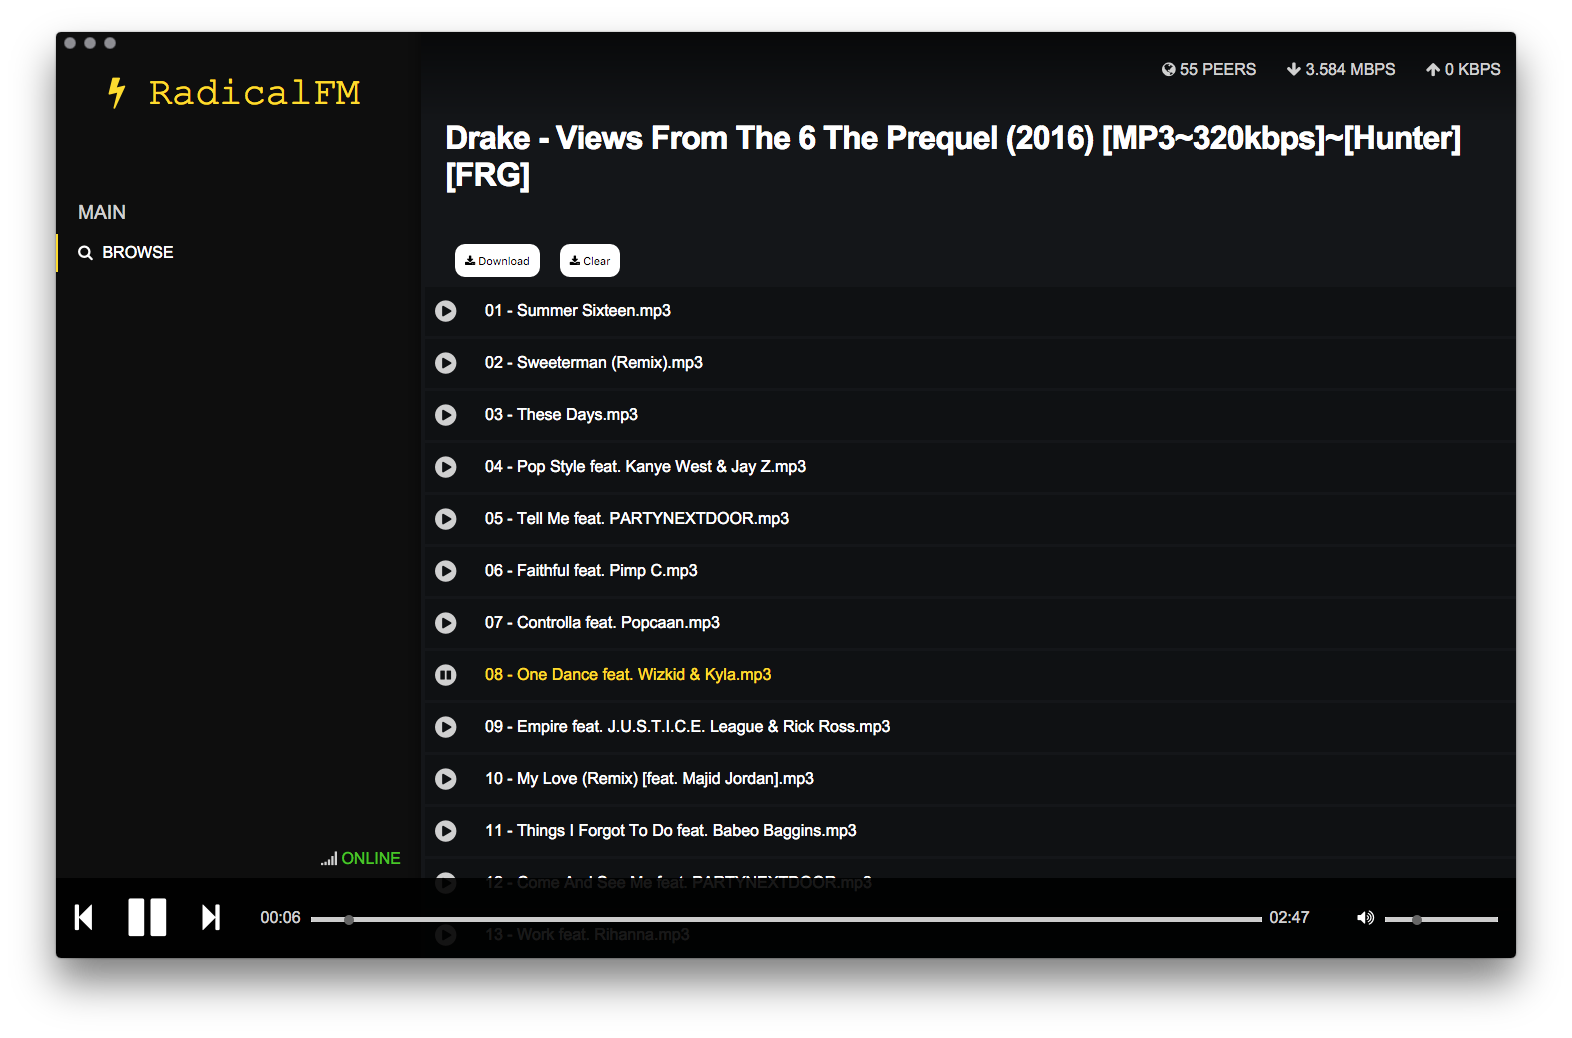 RadicalFM
55 PEERS 3.584 MBPS 0 KBPS
Drake - Views From The 6 The Prequel (2016) [MP3~320kbps]~[Hunter]
[FRG]
MAIN
BROWSE
Download Clear
01 - Summer Sixteen.mp3
02 - Sweeterman (Remix).mp3
03 - These Days.mp3
04 - Pop Style feat. Kanye West & Jay Z.mp3
05 - Tell Me feat. PARTYNEXTDOOR.mp3
06 - Faithful feat. Pimp C.mp3
07 - Controlla feat. Popcaan.mp3
08 - One Dance feat. Wizkid & Kyla.mp3
09 - Empire feat. J.U.S.T.I.C.E. League & Rick Ross.mp3
10 - My Love (Remix) [feat. Majid Jordan].mp3
11 - Things I Forgot To Do feat. Babeo Baggins.mp3
ONLINE
12 - Come And See Me feat. PARTYNEXTDOOR.mp3
00:06 02:47
13 - Work feat. Rihanna.mp3